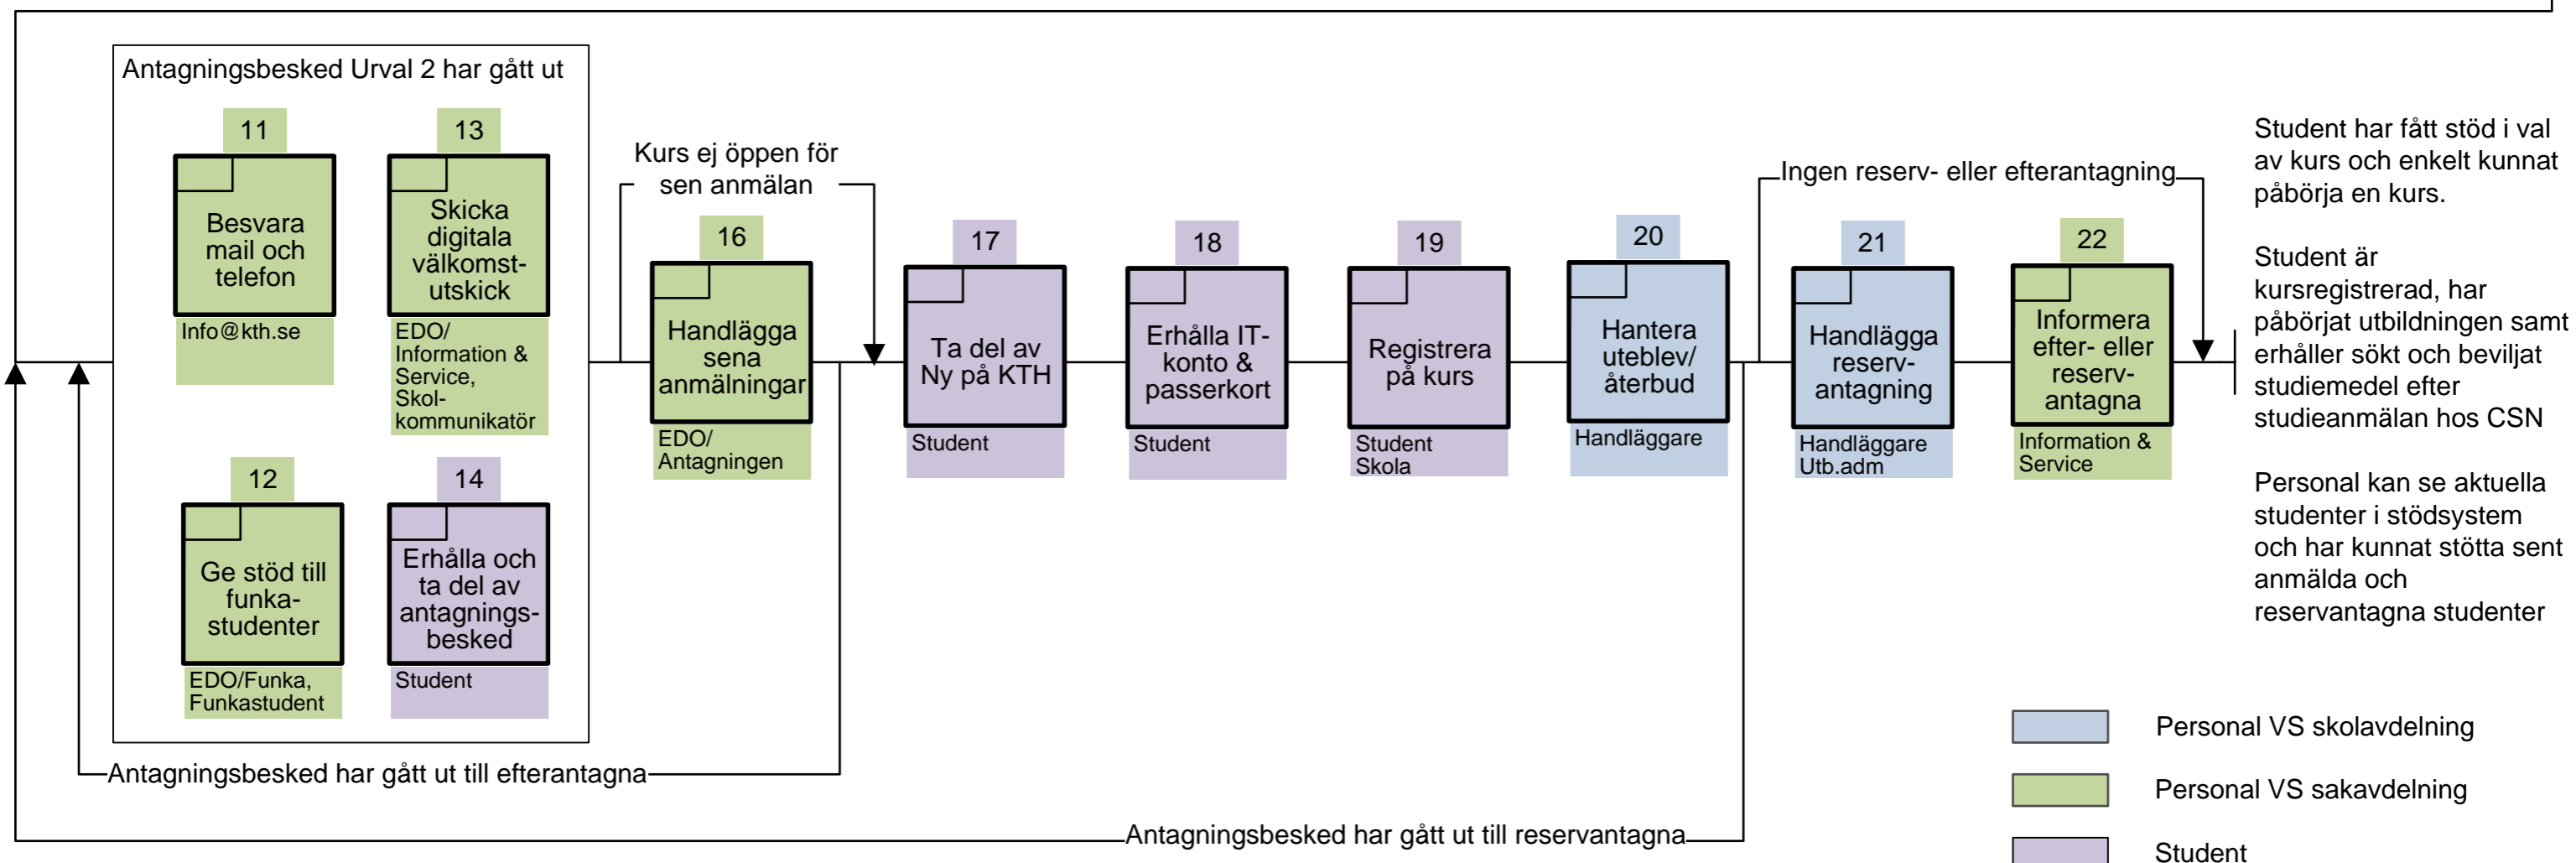 Antagningsbesked Urval 2 har gått ut
11
Besvara
mail och
telefon
Info@kth.se
13
Skicka
digitala
välkomst-
utskick
EDO/
Information &
Service,
Skol-
kommunikatör
12
Ge stöd till
funka-
studenter
EDO/Funka,
Funkastudent
14
Erhålla och
ta del av
antagnings-
besked
Student
Kurs ej öppen för
sen anmälan
16
Handlägga
sena
anmälningar
EDO/
Antagningen
17
Ta del av
Ny på KTH
Student
18
Erhålla IT-
konto &
passerkort
Student
19
Registrera
på kurs
Student
Skola
20
Hantera
uteblev/
återbud
Handläggare
Ingen reserv- eller efterantagning
21
Handlägga
reserv-
antagning
Handläggare
Utb.adm
22
Informera
efter- eller
reserv-
antagna
Information &
Service
Student har fått stöd i val
av kurs och enkelt kunnat
påbörja en kurs.
Student är
kursregistrerad, har
påbörjat utbildningen samt
erhåller sökt och beviljat
studiemedel efter
studieanmälan hos CSN
Personal kan se aktuella
studenter i stödsystem
och har kunnat stötta sent
anmälda och
reservantagna studenter
Antagningsbesked har gått ut till efterantagna
Antagningsbesked har gått ut till reservantagna
Personal VS skolavdelning
Personal VS sakavdelning
Student